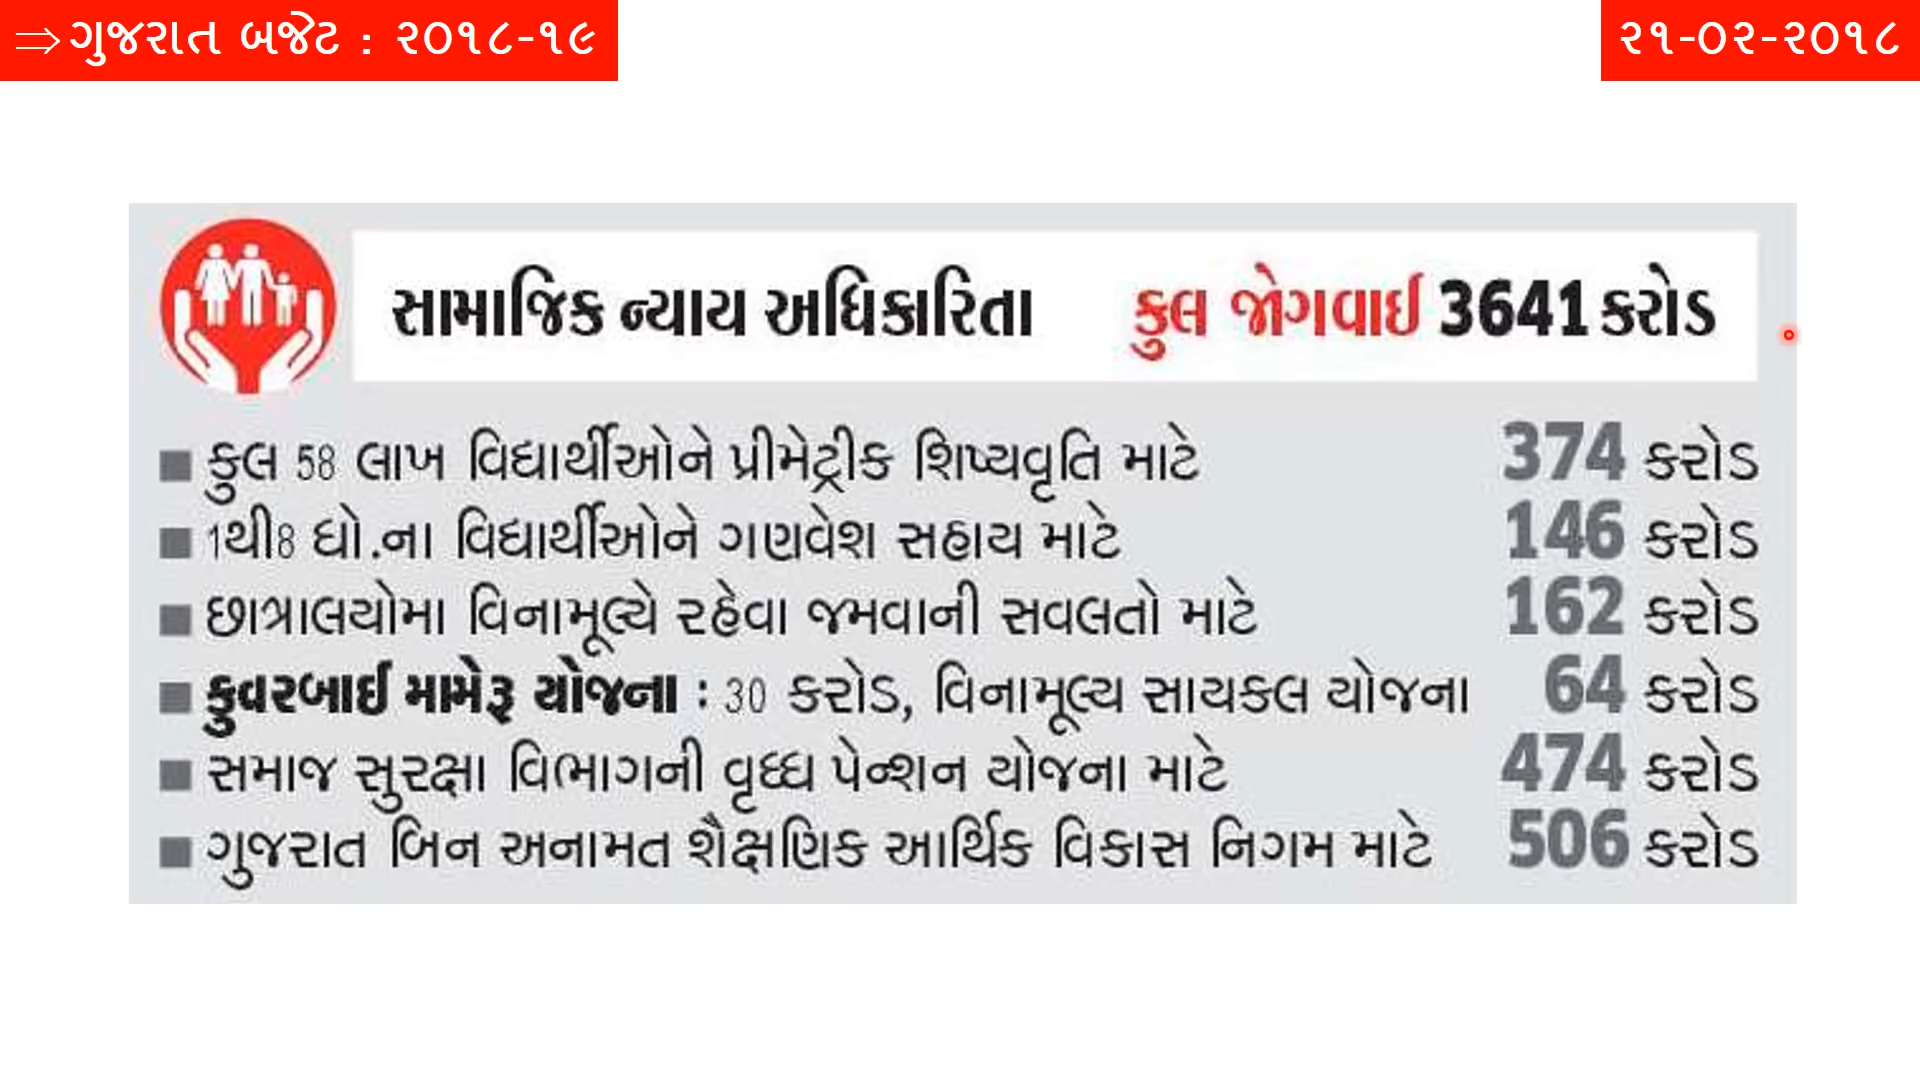 ⇒ ગુજરાત બજેટ : ૨૦૧૮-૧૯
૨૧-૦૨-૨૦૧૮
સામાજિક ન્યાય અધિકારિતા કુલ જોગવાઈ 3641 કરોડ
■ કુલ 58 લાખ વિદ્યાર્થીઓને પ્રીમેટ્રીક શિષ્યવૃતિ માટે 374 કરોડ
■ 1થી8 ધો.ના વિદ્યાર્થીઓને ગણવેશ સહાય માટે 146 કરોડ
■ છાત્રાલયોમા વિનામૂલ્યે રહેવા જમવાની સવલતો માટે 162 કરોડ
■ કુવરબાઈ મામેરૂ યોજના : 30 કરોડ, વિનામૂલ્ય સાયકલ યોજના 64 કરોડ
■ સમાજ સુરક્ષા વિભાગની વૃધ્ધ પેન્શન યોજના માટે 474 કરોડ
■ ગુજરાત બિન અનામત શૈક્ષણિક આર્થિક વિકાસ નિગમ માટે 506 કરોડ